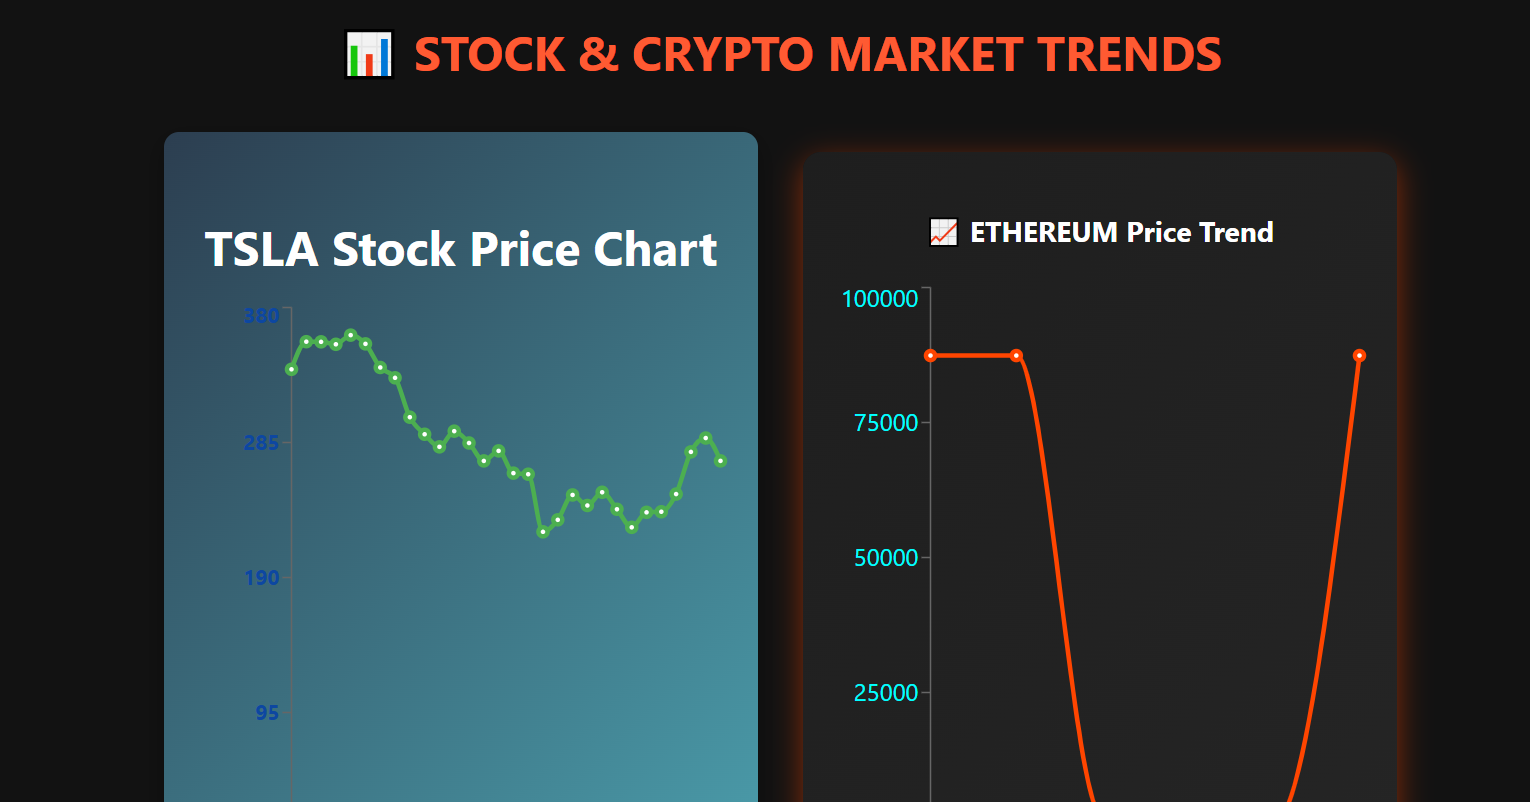 📊 STOCK & CRYPTO MARKET TRENDS
TSLA Stock Price Chart
380
285
190
95
📈 ETHEREUM Price Trend
100000
75000
50000
25000